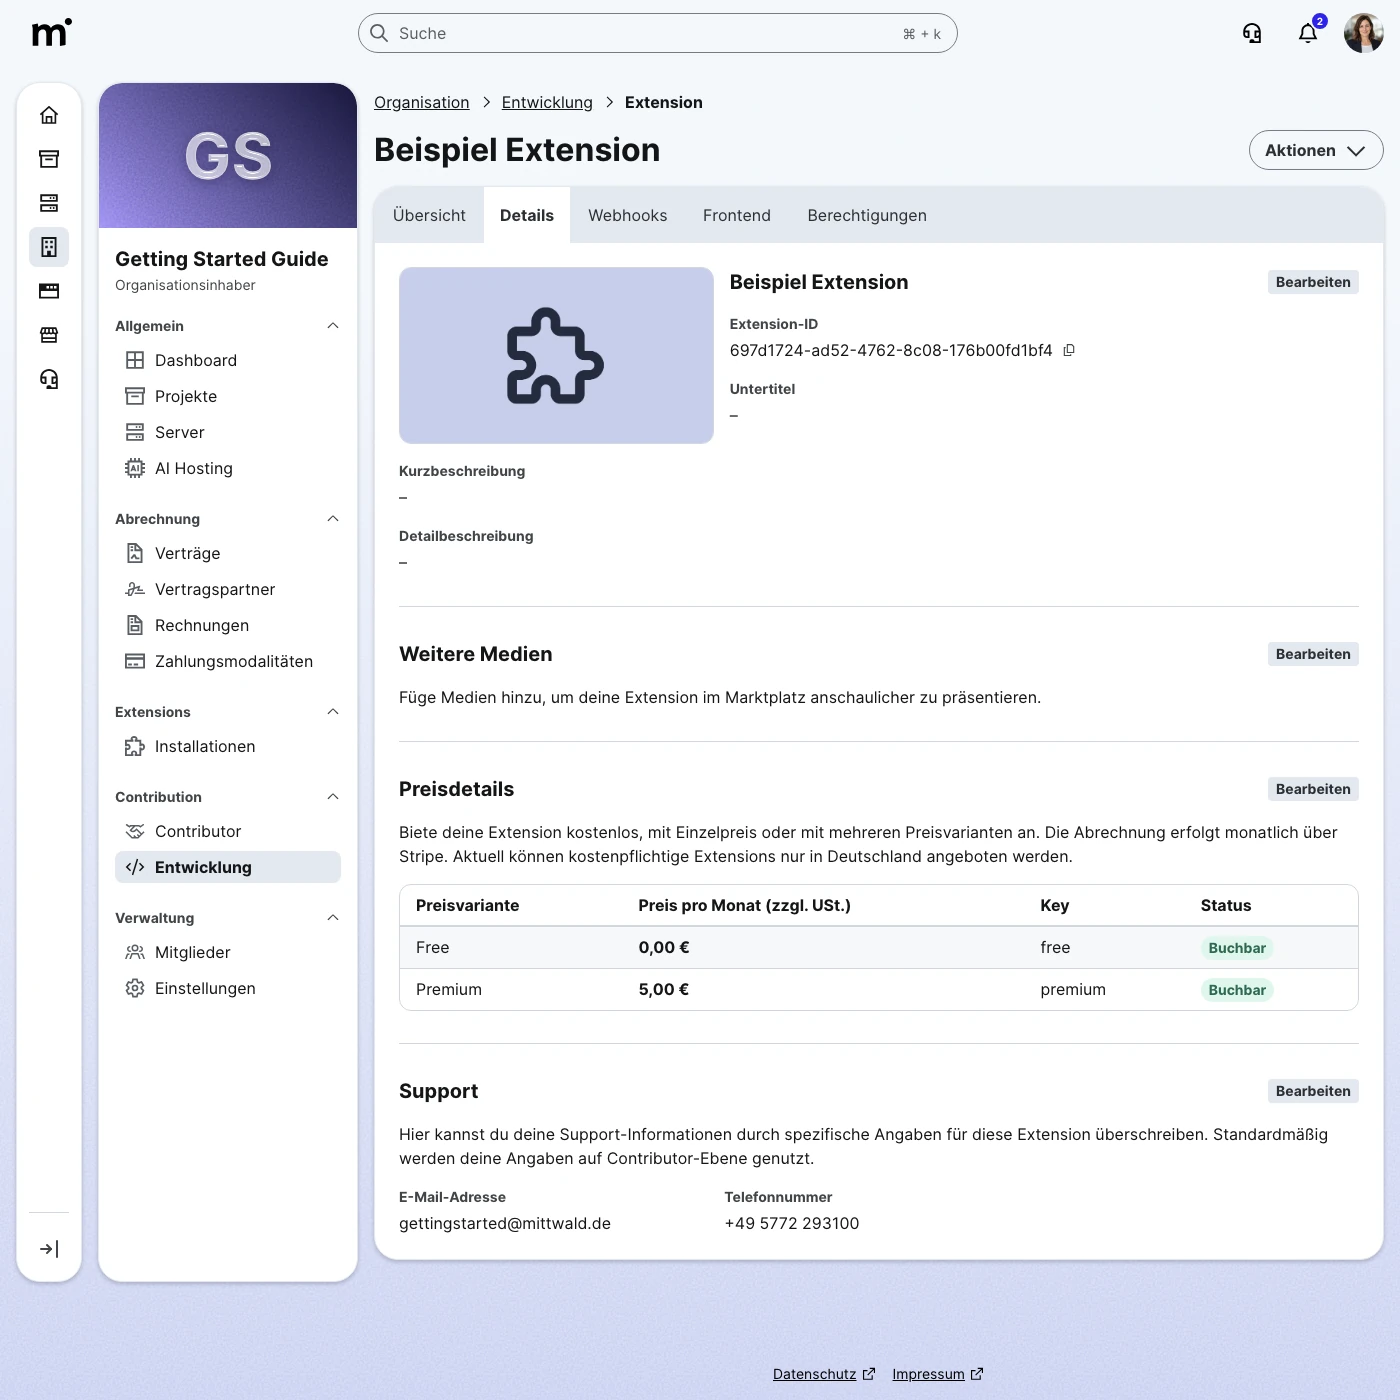 m
Suche
⌘ + k
2
GS
Getting Started Guide
Organisationsinhaber
Allgemein
Dashboard
Projekte
Server
AI Hosting
Abrechnung
Verträge
Vertragspartner
Rechnungen
Zahlungsmodalitäten
Extensions
Installationen
Contribution
Contributor
Entwicklung
Verwaltung
Mitglieder
Einstellungen
Organisation > Entwicklung > Extension
Beispiel Extension
Aktionen
Übersicht Details Webhooks Frontend Berechtigungen
Beispiel Extension
Bearbeiten
Extension-ID
697d1724-ad52-4762-8c08-176b00fd1bf4
Untertitel
–
Kurzbeschreibung
–
Detailbeschreibung
–
Weitere Medien
Bearbeiten
Füge Medien hinzu, um deine Extension im Marktplatz anschaulicher zu präsentieren.
Preisdetails
Bearbeiten
Biete deine Extension kostenlos, mit Einzelpreis oder mit mehreren Preisvarianten an. Die Abrechnung erfolgt monatlich über
Stripe. Aktuell können kostenpflichtige Extensions nur in Deutschland angeboten werden.
Preisvariante Preis pro Monat (zzgl. USt.) Key Status
Free 0,00 € free Buchbar
Premium 5,00 € premium Buchbar
Support
Bearbeiten
Hier kannst du deine Support-Informationen durch spezifische Angaben für diese Extension überschreiben. Standardmäßig
werden deine Angaben auf Contributor-Ebene genutzt.
E-Mail-Adresse Telefonnummer
gettingstarted@mittwald.de +49 5772 293100
Datenschutz Impressum